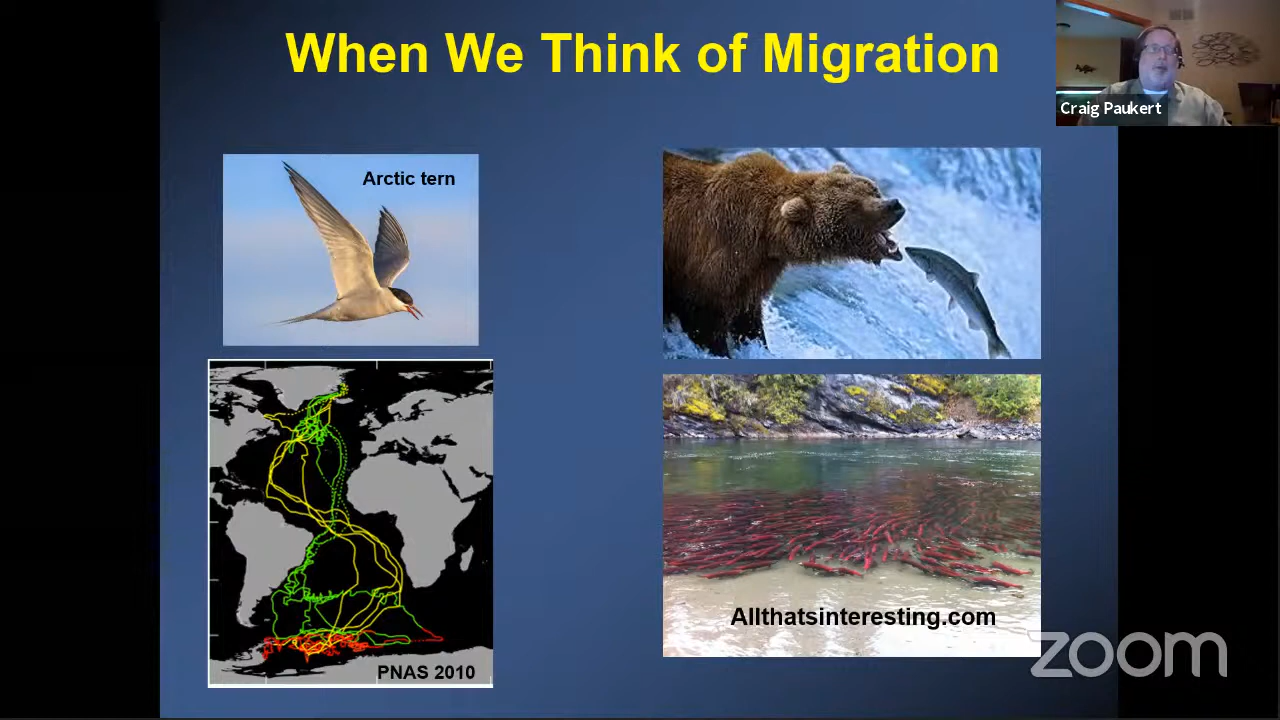 When We Think of Migration
Craig Paukert
Arctic tern
PNAS 2010
Allthatsinteresting.com
zoom